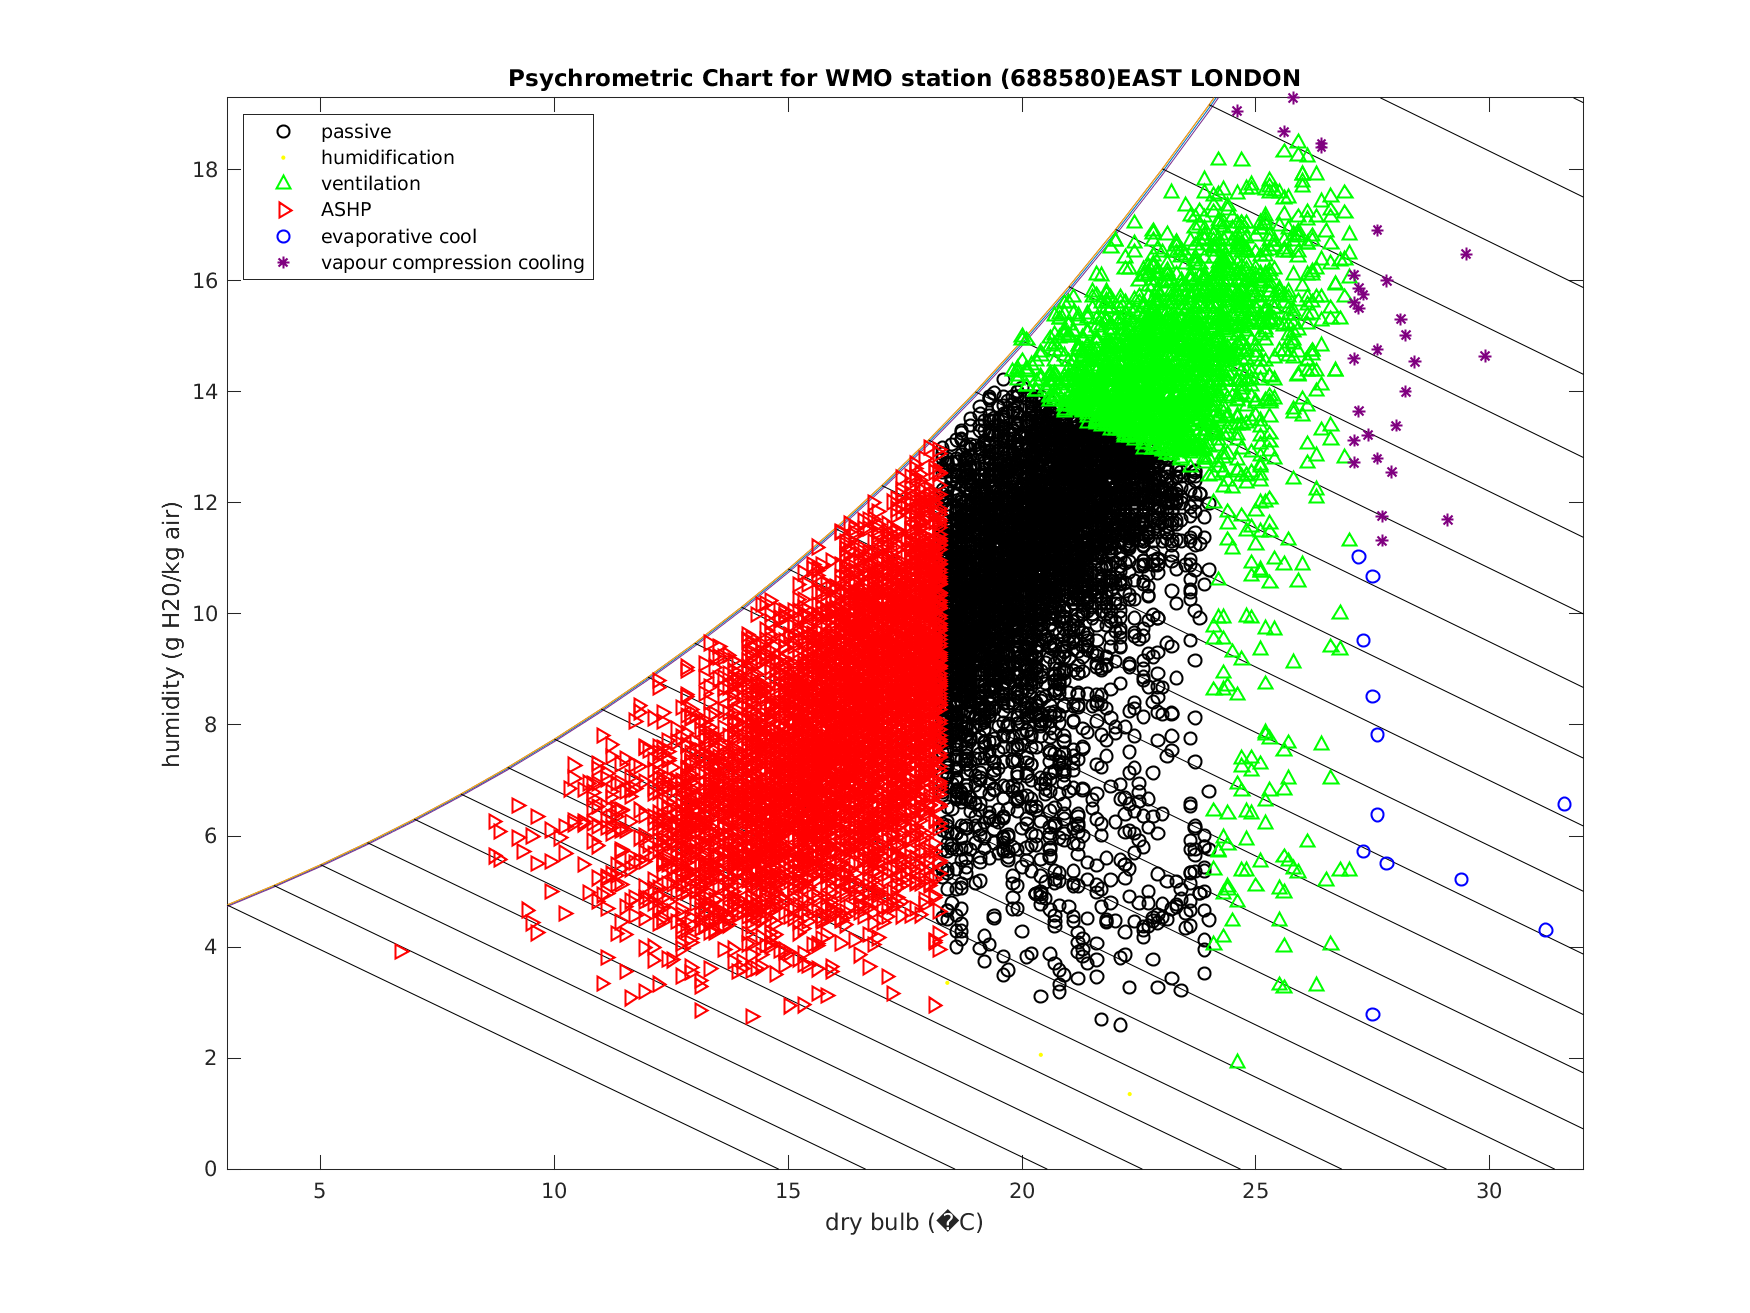 Psychrometric Chart for WMO station (688580)EAST LONDON
passive
humidification
ventilation
ASHP
evaporative cool
vapour compression cooling
humidity (g H20/kg air)
18
16
14
12
10
8
6
4
2
0
5 10 15 20 25 30
dry bulb (�C)